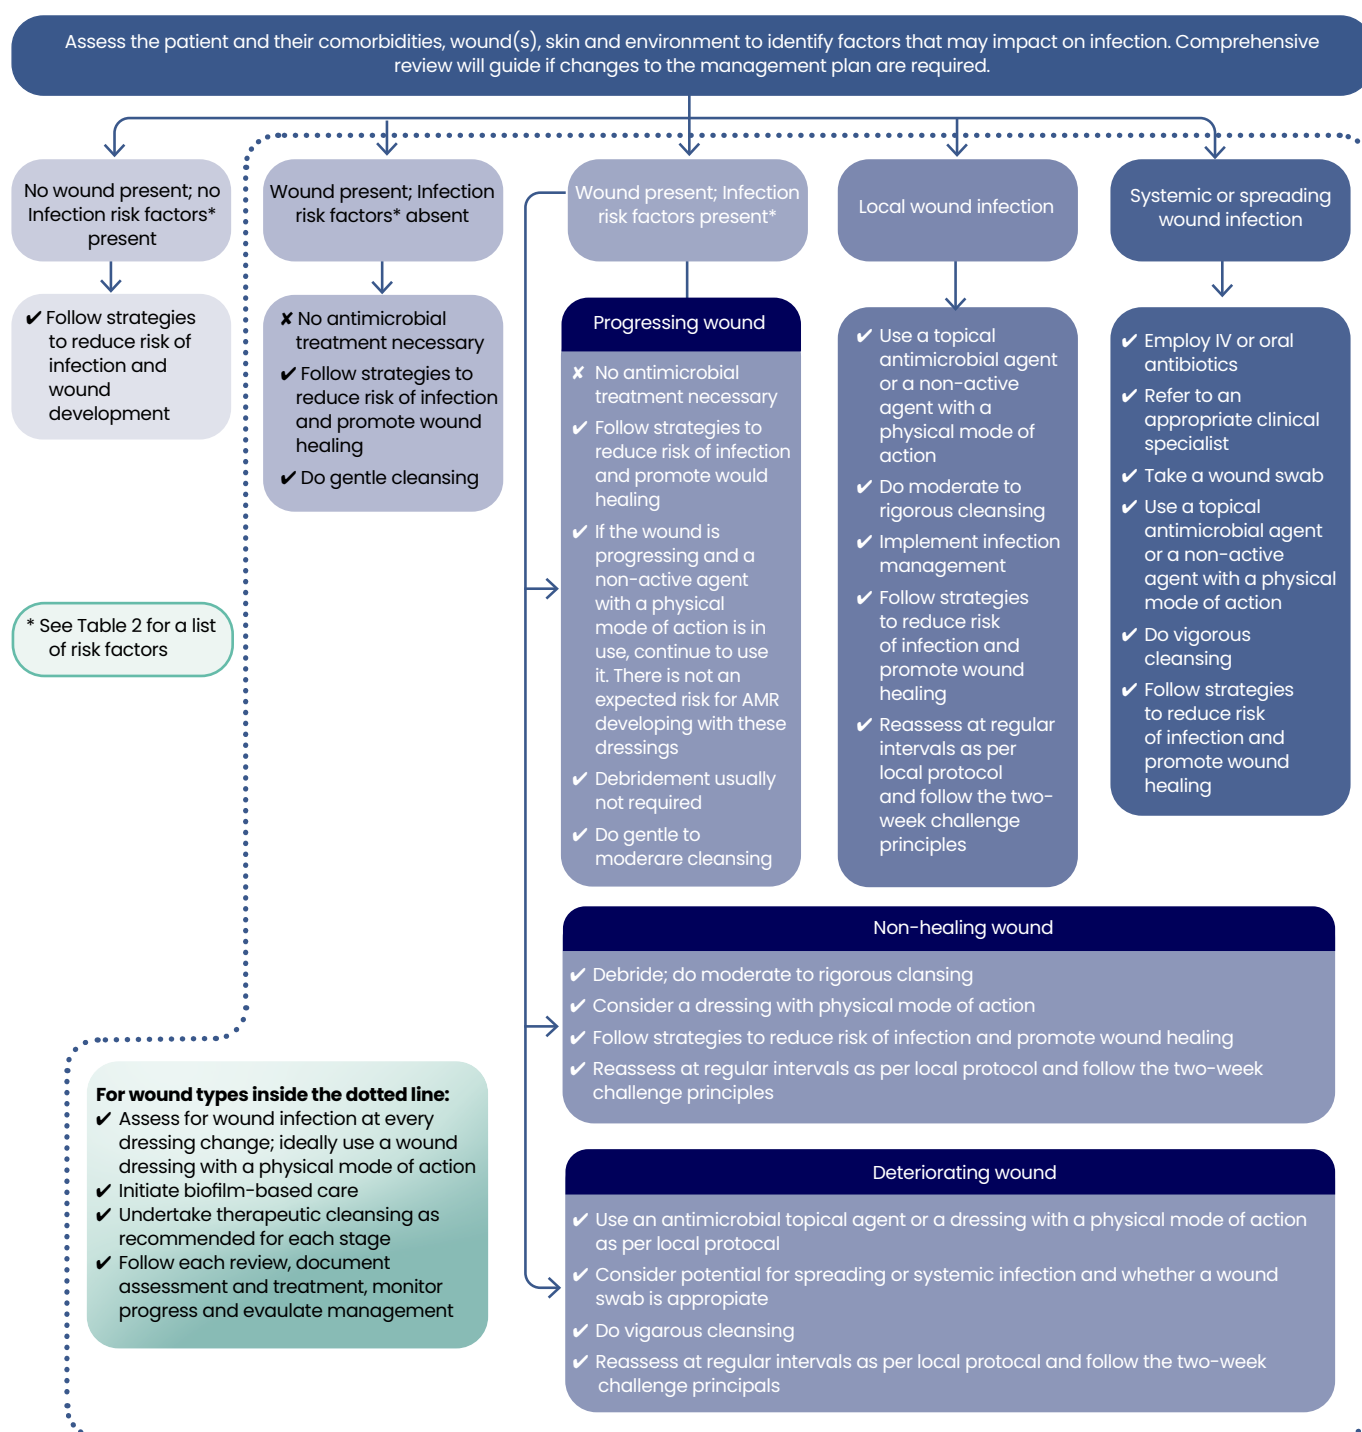 Assess the patient and their comorbidities, wound(s), skin and environment to identify factors that may impact on infection. Comprehensive
review will guide if changes to the management plan are required.
No wound present; no
Infection risk factors*
present
✔ Follow strategies
to reduce risk of
infection and
wound
development
* See Table 2 for a list
of risk factors
Wound present; Infection
risk factors* absent
✘ No antimicrobial
treatment necessary
✔ Follow strategies to
reduce risk of infection
and promote wound
healing
✔ Do gentle cleansing
Wound present; Infection
risk factors present*
Progressing wound
✘ No antimicrobial
treatment necessary
✔ Follow strategies to
reduce risk of infection
and promote would
healing
✔ If the wound is
progressing and a
non-active agent
with a physical
mode of action is in
use, continue to use
it. There is not an
expected risk for AMR
developing with these
dressings
✔ Debridement usually
not required
✔ Do gentle to
moderare cleansing
Local wound infection
✔ Use a topical
antimicrobial agent
or a non-active
agent with a
physical mode of
action
✔ Do moderate to
rigorous cleansing
✔ Implement infection
management
✔ Follow strategies
to reduce risk
of infection and
promote wound
healing
✔ Reassess at regular
intervals as per
local protocol
and follow the two-
week challenge
principles
Systemic or spreading
wound infection
✔ Employ IV or oral
antibiotics
✔ Refer to an
appropriate clinical
specialist
✔ Take a wound swab
✔ Use a topical
antimicrobial agent
or a non-active
agent with a physical
mode of action
✔ Do vigorous
cleansing
✔ Follow strategies
to reduce risk
of infection and
promote wound
healing
Non-healing wound
✔ Debride; do moderate to rigorous clansing
✔ Consider a dressing with physical mode of action
✔ Follow strategies to reduce risk of infection and promote wound healing
✔ Reassess at regular intervals as per local protocol and follow the two-week
challenge principles
Deteriorating wound
✔ Use an antimicrobial topical agent or a dressing with a physical mode of action
as per local protocal
✔ Consider potential for spreading or systemic infection and whether a wound
swab is appropiate
✔ Do vigarous cleansing
✔ Reassess at regular intervals as per local protocal and follow the two-week
challenge principals
For wound types inside the dotted line:
✔ Assess for wound infection at every
dressing change; ideally use a wound
dressing with a physical mode of action
✔ Initiate biofilm-based care
✔ Undertake therapeutic cleansing as
recommended for each stage
✔ Follow each review, document
assessment and treatment, monitor
progress and evaulate management